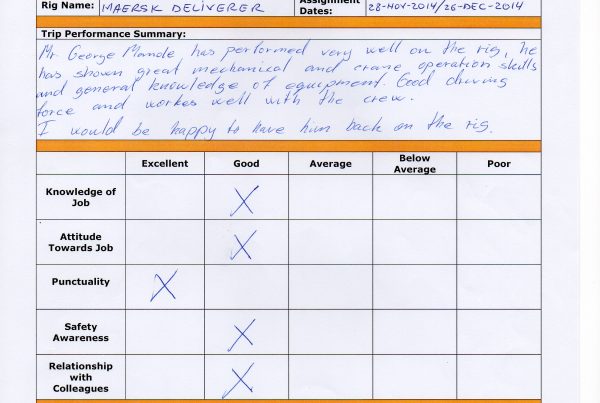 Rig Name: MAERSK DELIVERER Assignment Dates: 28-NOV-2014/26-DEC-2014
Trip Performance Summary:
Mr. George Manole has performed very well on the rig, he
has shown great mechanical and crane operation skills
and general knowledge of equipment. Good driving
force and workes well with the crew.
I would be happy to have him back on the rig.
Excellent Good Average Below Average Poor
Knowledge of Job X
Attitude Towards Job X
Punctuality X
Safety Awareness X
Relationship with Colleagues X